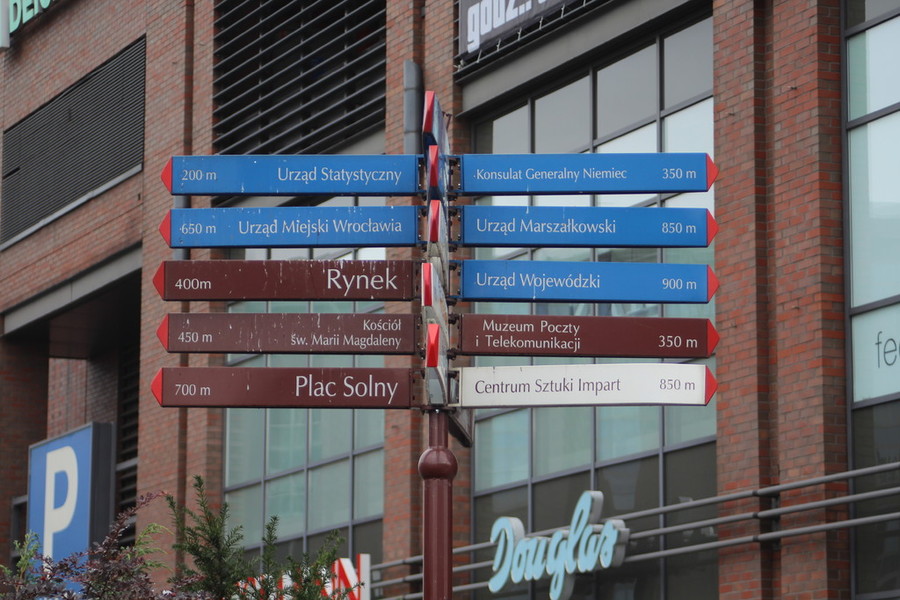 200 m Urząd Statystyczny
650 m Urząd Miejski Wrocławia
400m Rynek
450 m Kościół
św. Marii Magdaleny
700 m Plac Solny
Konsulat Generalny Niemiec 350 m
Urząd Marszałkowski 850 m
Urząd Wojewódzki 900 m
Muzeum Poczty
i Telekomunikacji 350 m
Centrum Sztuki Impart 850 m
P
Douglas